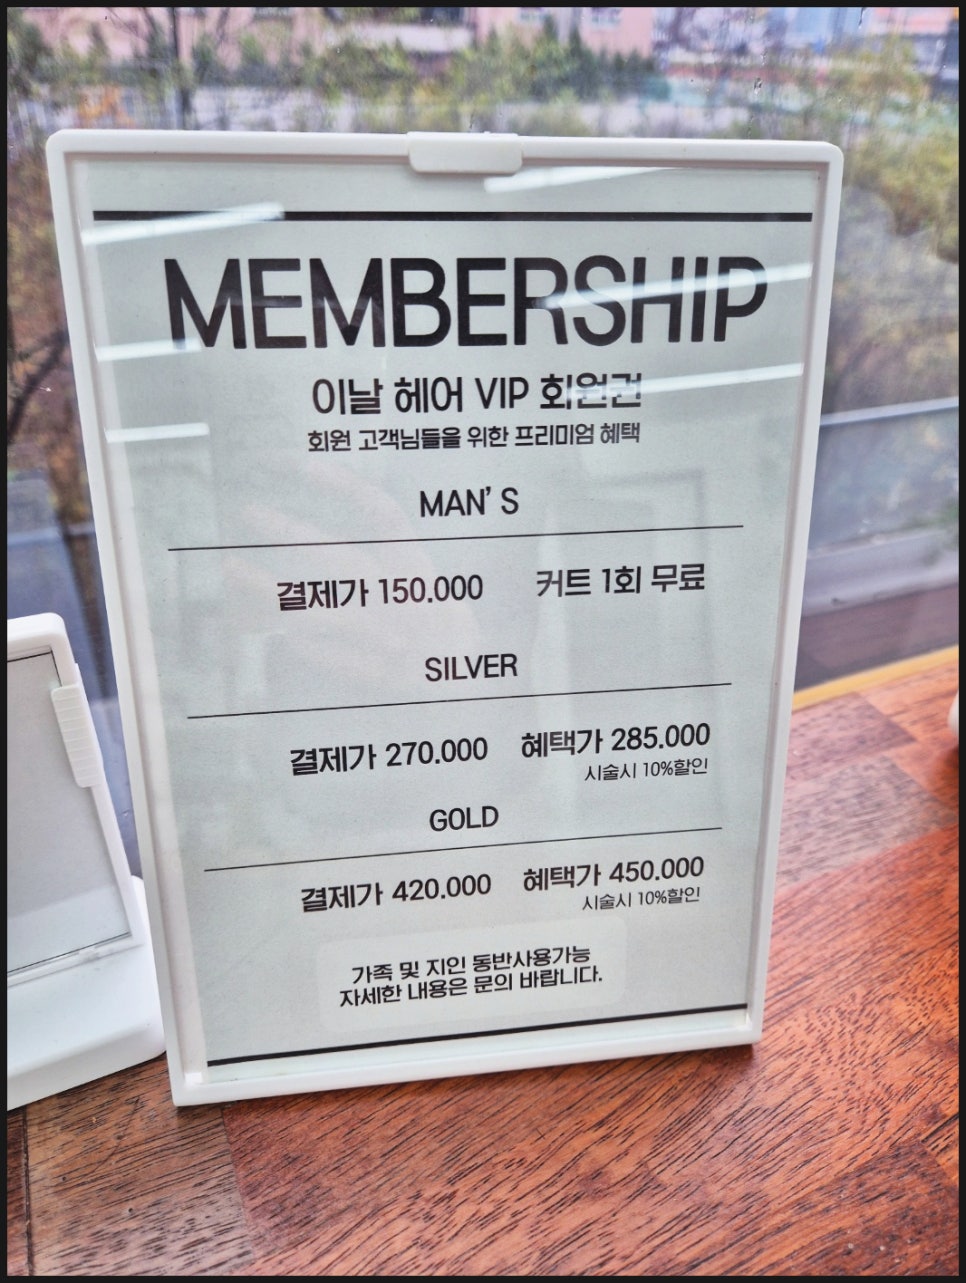 MEMBERSHIP
이날 헤어 VIP 회원권
회원 고객님들을 위한 프리미엄 혜택
MAN' S
결제가 150.000 커트 1회 무료
SILVER
결제가 270.000 혜택가 285.000
시술시 10%할인
GOLD
결제가 420.000 혜택가 450.000
시술시 10%할인
가족 및 지인 동반사용가능
자세한 내용은 문의 바랍니다.